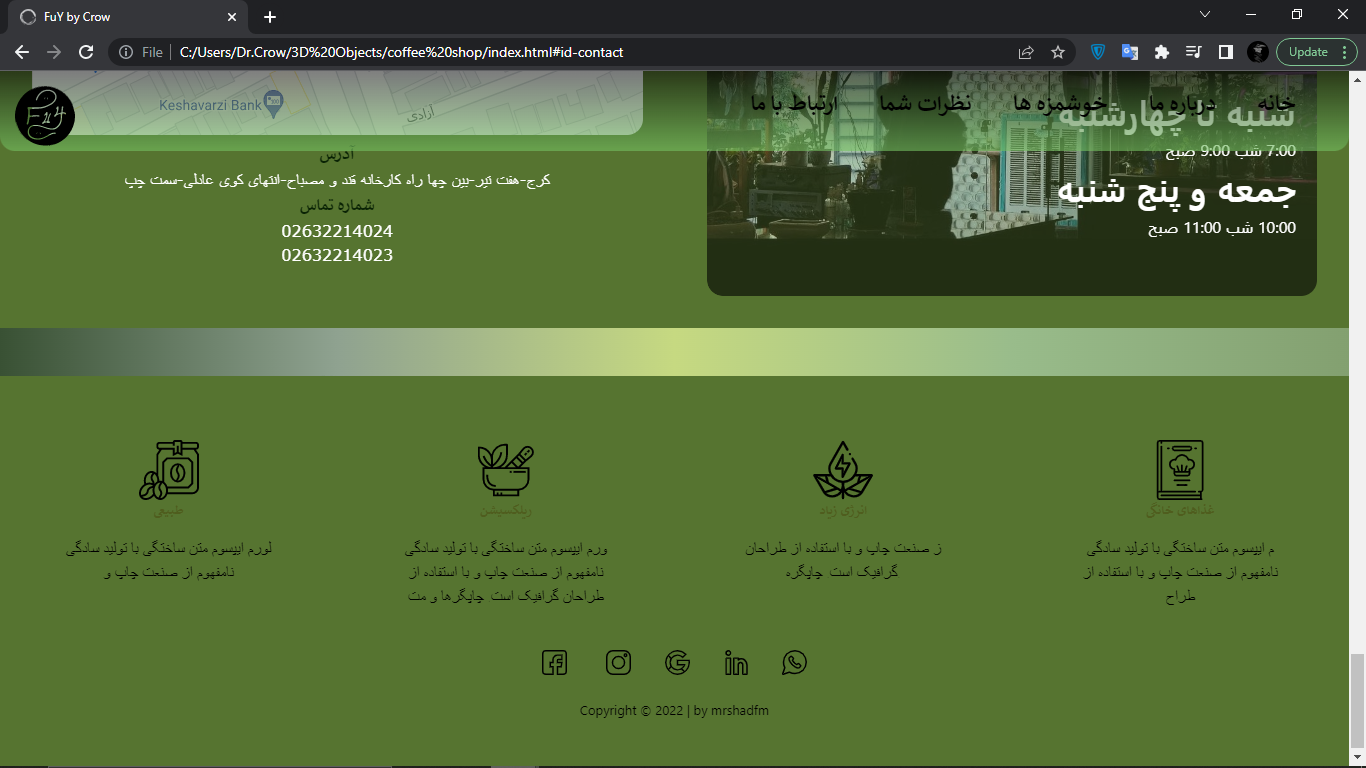 FuY by Crow
File
C:/Users/Dr.Crow/3D%20Objects/coffee%20shop/index.html#id-contact
Update
FuY
خانه
درباره ما
خوشمزه ها
نظرات شما
ارتباط با ما
Keshavarzi Bank
آزادی
شنبه تا چهارشنبه
7:00 شب 9:00 صبح
جمعه و پنج شنبه
10:00 شب 11:00 صبح
آدرس
کرج-هفت تیر-بین چها راه کارخانه قند و مصباح-انتهای کوی عادلی-سمت چپ
شماره تماس
02632214024
02632214023
غذاهای خانگی
م ایپسوم متن ساختگی با تولید سادگی
نامفهوم از صنعت چاپ و با استفاده از
طراح
انرژی زیاد
ز صنعت چاپ و با استفاده از طراحان
گرافیک است چاپگره
ریلکسیشن
ورم ایپسوم متن ساختگی با تولید سادگی
نامفهوم از صنعت چاپ و با استفاده از
طراحان گرافیک است چاپگرها و مت
طبیعی
لورم ایپسوم متن ساختگی با تولید سادگی
نامفهوم از صنعت چاپ و
Copyright © 2022 | by mrshadfm